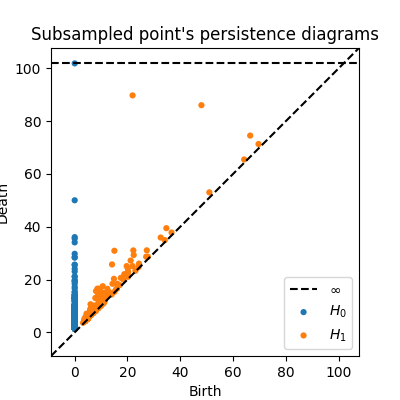 Subsampled point's persistence diagrams
100
80
60
40
20
0
Death
0 20 40 60 80 100
Birth
∞
H₀
H₁